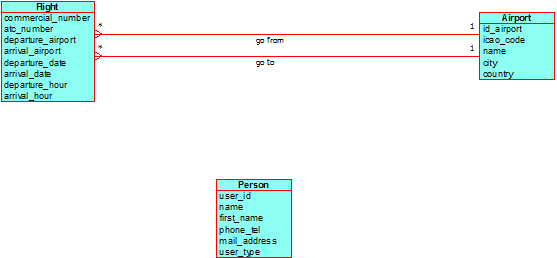 Flight
commercial_number
atc_number
departure_airport
arrival_airport
departure_date
arrival_date
departure_hour
arrival_hour
*
1
go from
*
1
go to
Airport
id_airport
icao_code
name
city
country
Person
user_id
name
first_name
phone_tel
mail_address
user_type